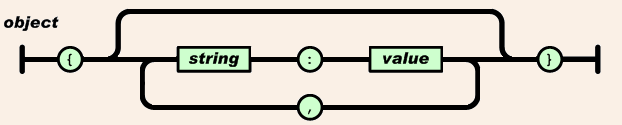 object
{ string : value }
,